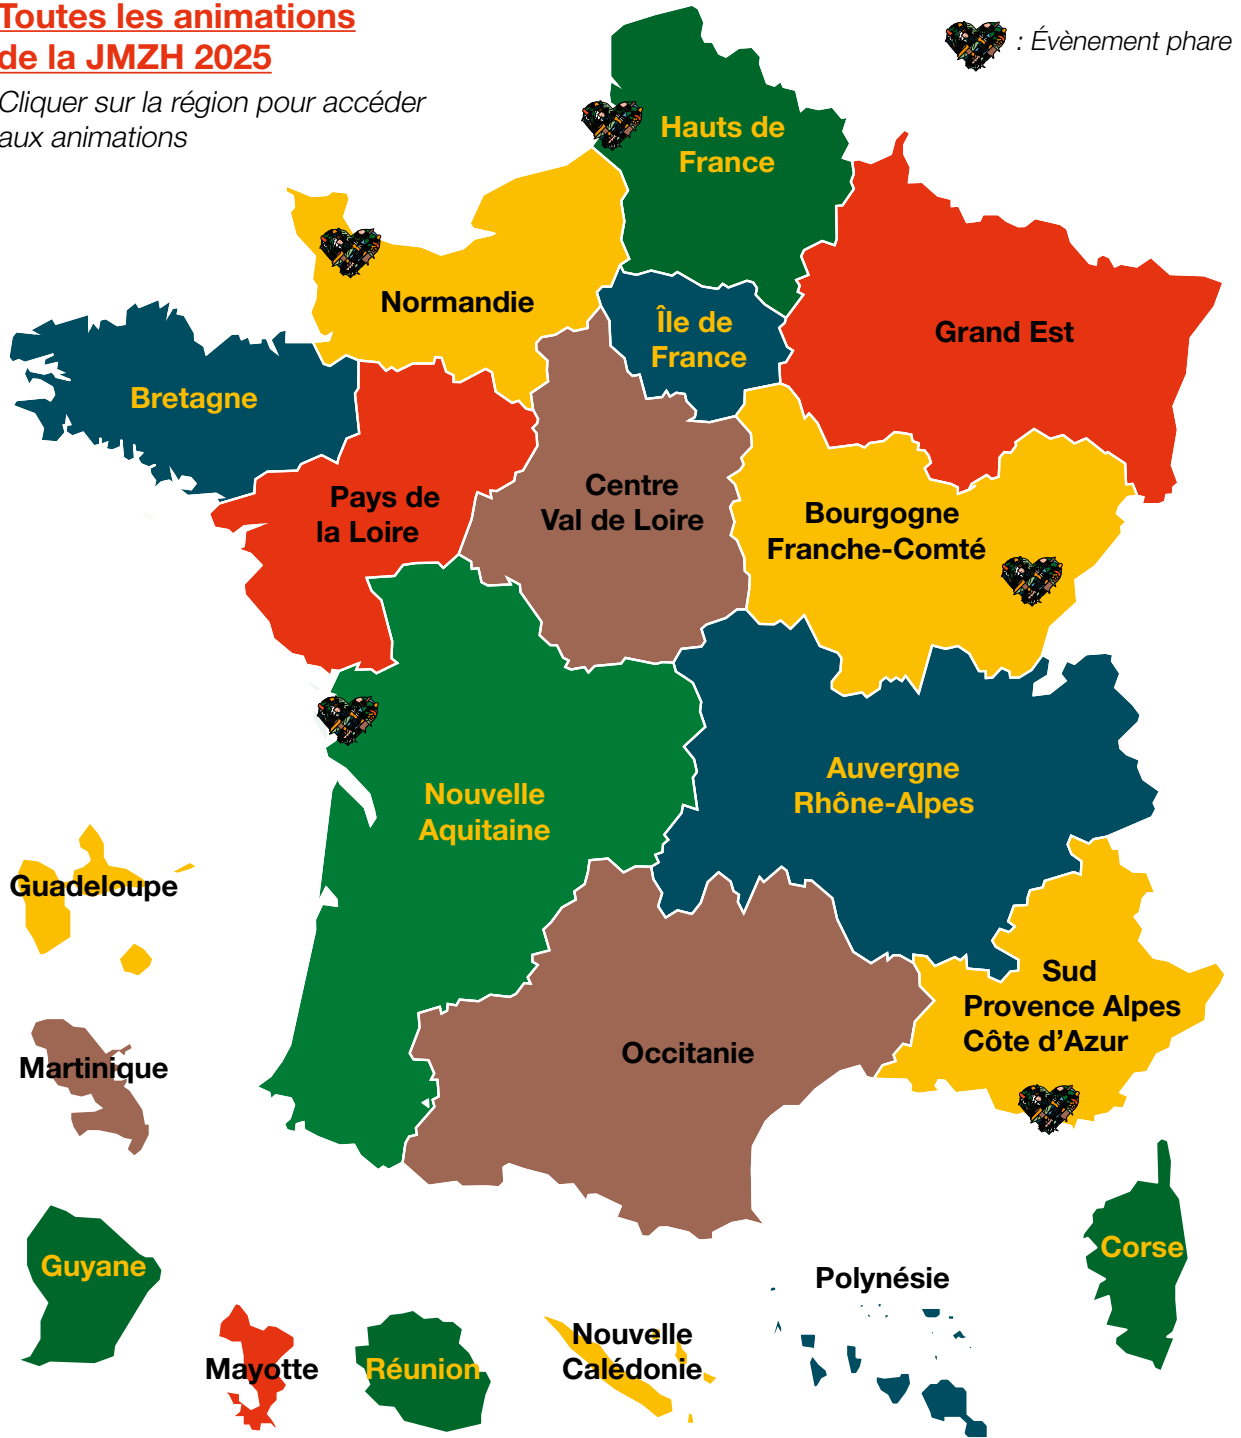 Toutes les animations
de la JMZH 2025
Cliquer sur la région pour accéder
aux animations
: Évènement phare
Hauts de
France
Normandie
Île de
France
Grand Est
Bretagne
Pays de
la Loire
Centre
Val de Loire
Bourgogne
Franche-Comté
Nouvelle
Aquitaine
Auvergne
Rhône-Alpes
Guadeloupe
Sud
Provence Alpes
Côte d’Azur
Occitanie
Martinique
Guyane
Corse
Polynésie
Mayotte
Réunion
Nouvelle
Calédonie